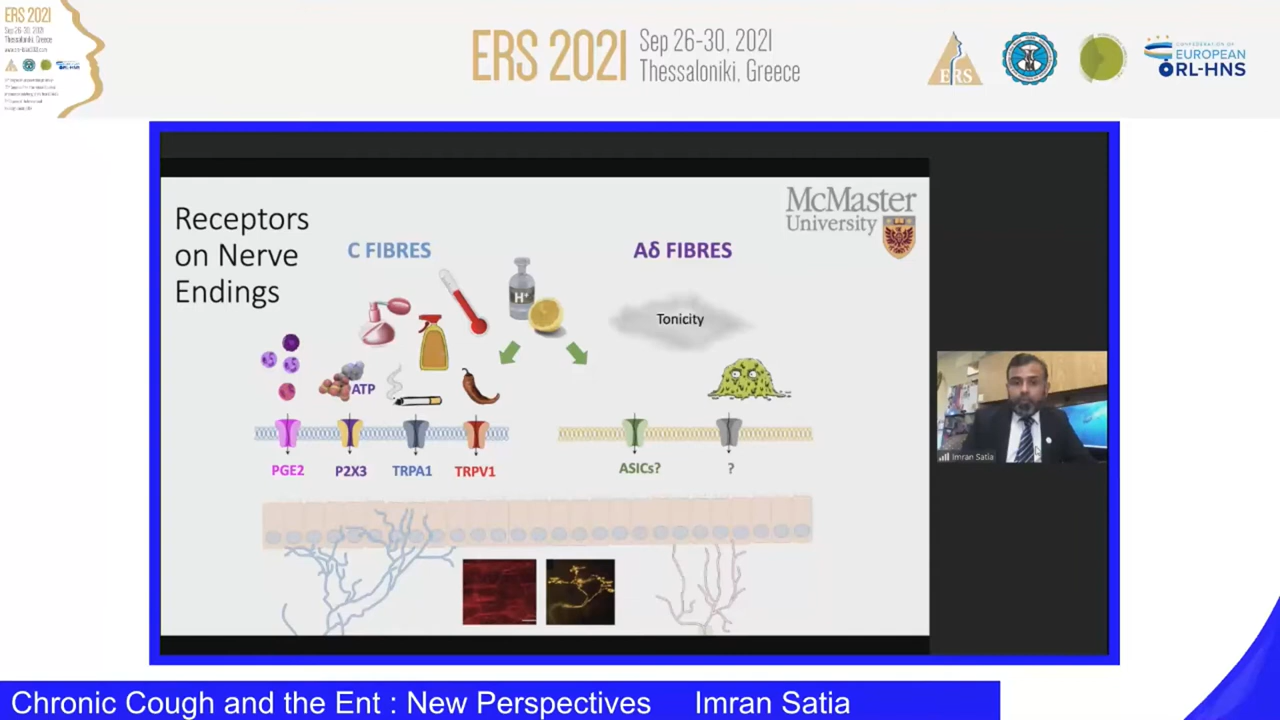 ERS 2021
Sep 26-30, 2021
Thessaloniki, Greece
ERS 2021
Sep 26-30, 2021
Thessaloniki, Greece
ERS
CONFEDERATION OF
EUROPEAN
ORL-HNS
McMaster
University
Receptors
on Nerve
Endings
C FIBRES
Aδ FIBRES
H+
Tonicity
ATP
PGE2
P2X3
TRPA1
TRPV1
ASICs?
?
Imran Satia
Chronic Cough and the Ent : New Perspectives Imran Satia